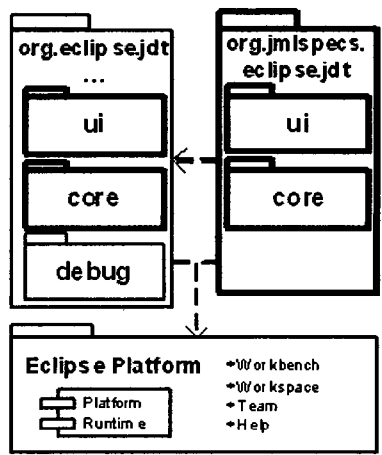 org.eclipse.jdt
...
ui
core
debug
org.jmlspecs.
eclipse.jdt
ui
core
Eclipse Platform
Platform
Runtime
+Workbench
+Workspace
+Team
+Help